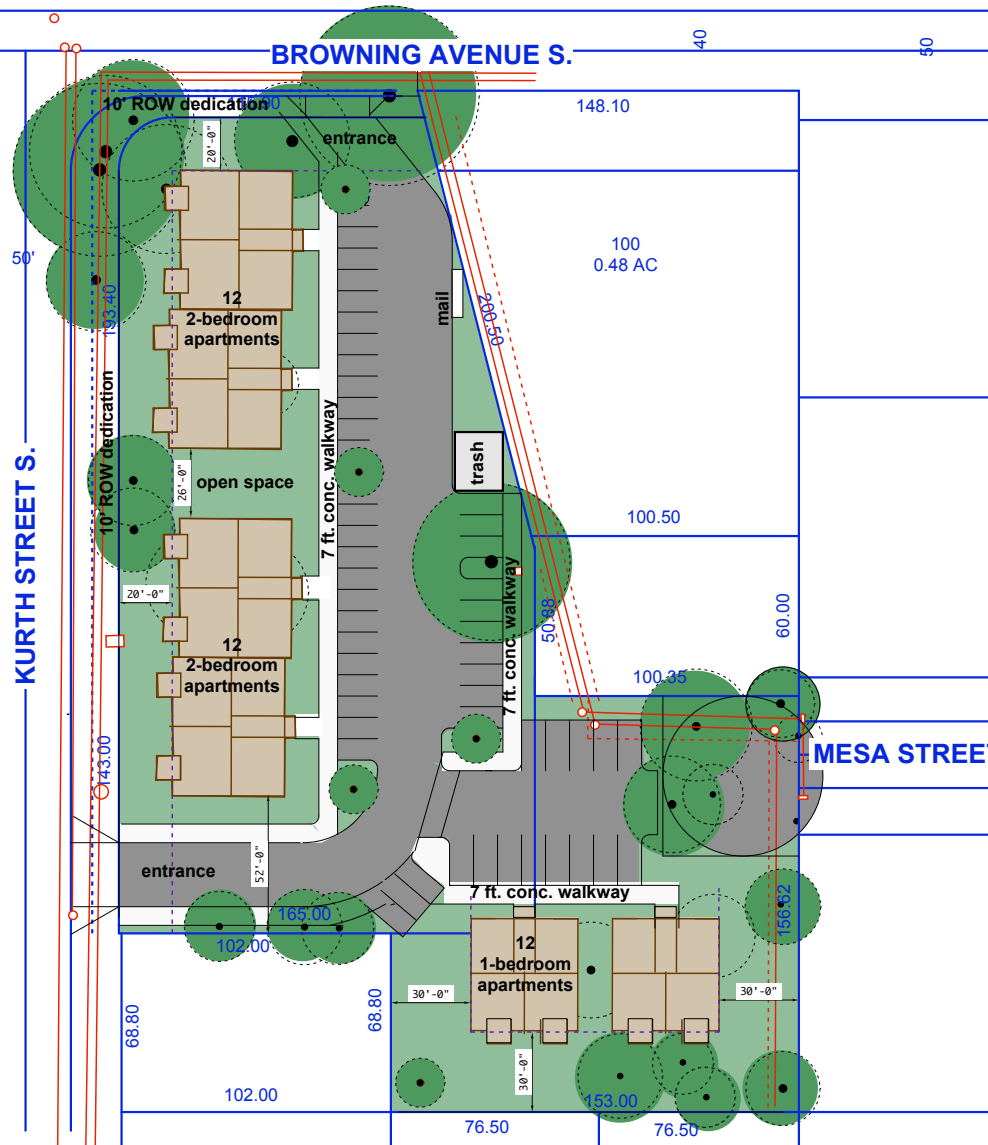 40
50
BROWNING AVENUE S.
10' ROW dedication
148.10
entrance
20'-0"
50'
100
0.48 AC
193.40
12
2-bedroom
apartments
mail
200.50
KURTH STREET S.
10' ROW dedication
7 ft. conc. walkway
26'-0"
open space
trash
100.50
7 ft. conc. walkway
50.88
60.00
20'-0"
12
2-bedroom
apartments
100.35
143.00
MESA STREET
entrance
52'-0"
7 ft. conc. walkway
165.00
102.00
156.62
12
1-bedroom
apartments
30'-0"
30'-0"
68.80
68.80
30'-0"
102.00
153.00
76.50
76.50